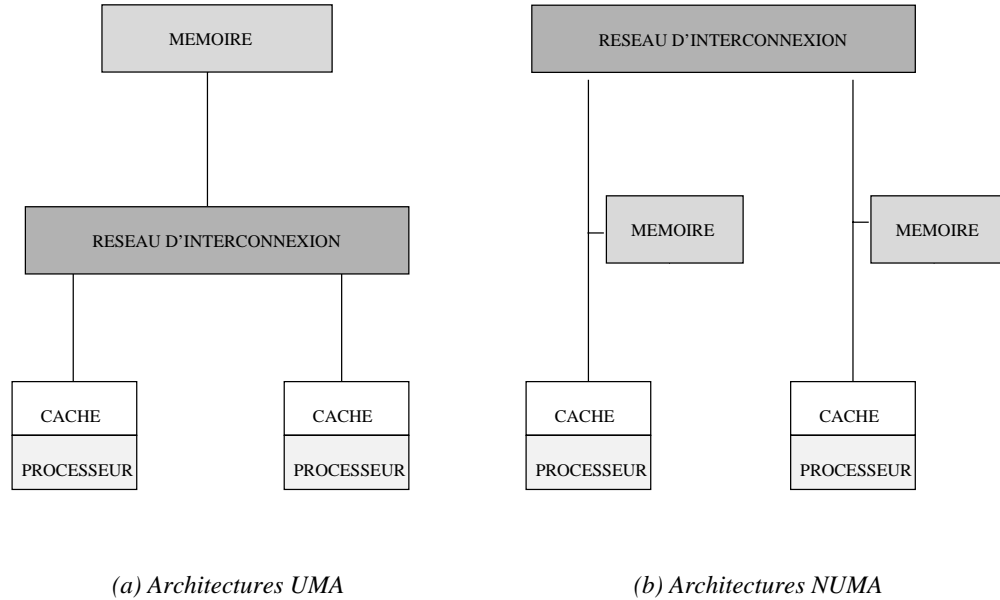 MEMOIRE
RESEAU D'INTERCONNEXION
CACHE
PROCESSEUR
CACHE
PROCESSEUR
(a) Architectures UMA
RESEAU D'INTERCONNEXION
MEMOIRE
MEMOIRE
CACHE
PROCESSEUR
CACHE
PROCESSEUR
(b) Architectures NUMA